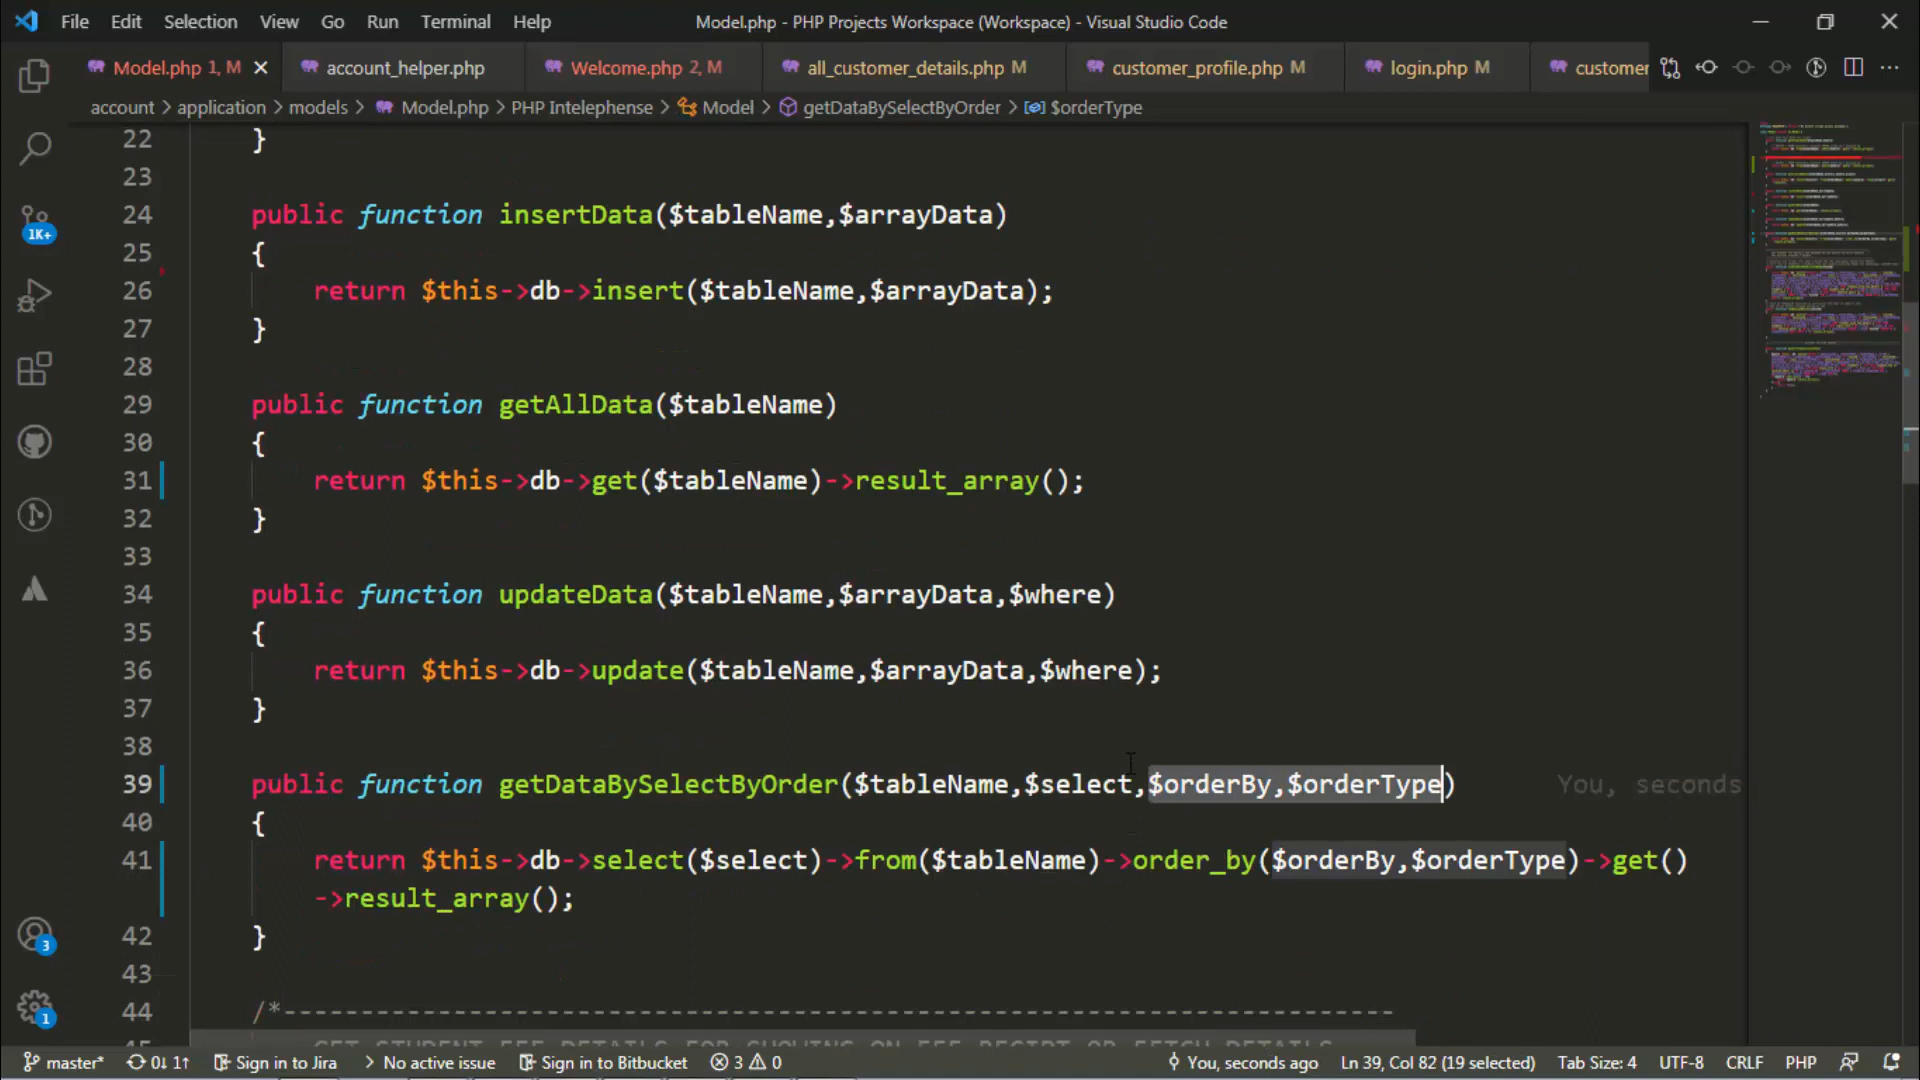 File Edit Selection View Go Run Terminal Help Model.php - PHP Projects Workspace (Workspace) - Visual Studio Code
Model.php 1, M account_helper.php Welcome.php 2, M all_customer_details.php M customer_profile.php M login.php M customer
account > application > models > Model.php > PHP Intelephense > Model > getDataBySelectByOrder > $orderType
22 }
23
24 public function insertData($tableName,$arrayData)
25 {
26 return $this->db->insert($tableName,$arrayData);
27 }
28
29 public function getAllData($tableName)
30 {
31 return $this->db->get($tableName)->result_array();
32 }
33
34 public function updateData($tableName,$arrayData,$where)
35 {
36 return $this->db->update($tableName,$arrayData,$where);
37 }
38
39 public function getDataBySelectByOrder($tableName,$select,$orderBy,$orderType) You, seconds
40 {
41 return $this->db->select($select)->from($tableName)->order_by($orderBy,$orderType)->get()
->result_array();
42 }
43
44 /*------------------------------------------------------------------------
1K+
3
1
master* 0↓ 1↑ Sign in to Jira > No active issue Sign in to Bitbucket 3 0 You, seconds ago Ln 39, Col 82 (19 selected) Tab Size: 4 UTF-8 CRLF PHP